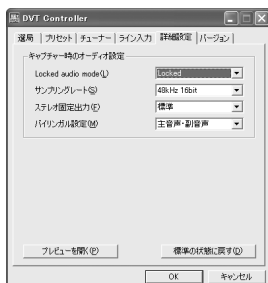 DVT Controller
選局 プリセット チューナー ライン入力 詳細設定 バージョン
キャプチャー時のオーディオ設定
Locked audio mode(L) Locked
サンプリングレート(S) 48kHz 16bit
ステレオ固定出力(F) 標準
バイリンガル設定(M) 主音声・副音声
プレビューを開く(P) 標準の状態に戻す(D)
OK キャンセル